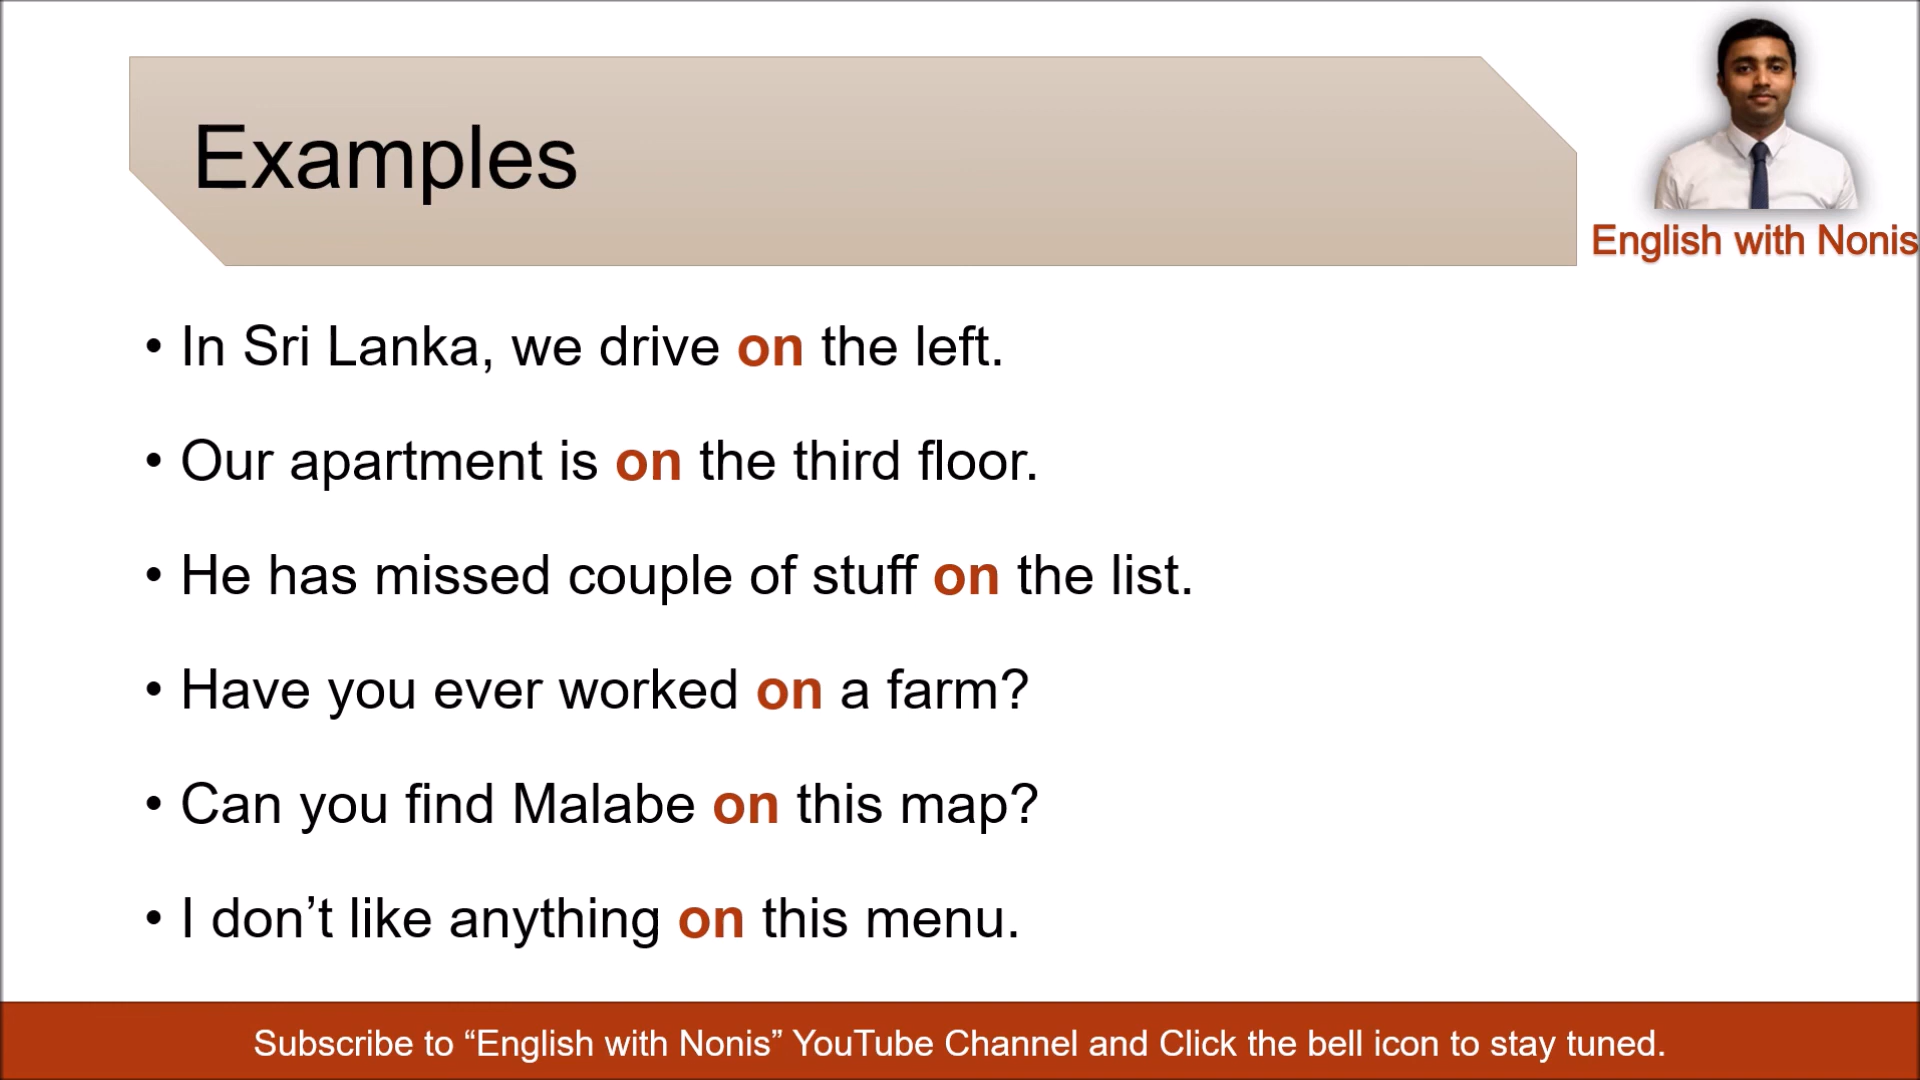 Examples
English with Nonis
• In Sri Lanka, we drive on the left.
• Our apartment is on the third floor.
• He has missed couple of stuff on the list.
• Have you ever worked on a farm?
• Can you find Malabe on this map?
• I don’t like anything on this menu.
Subscribe to “English with Nonis” YouTube Channel and Click the bell icon to stay tuned.